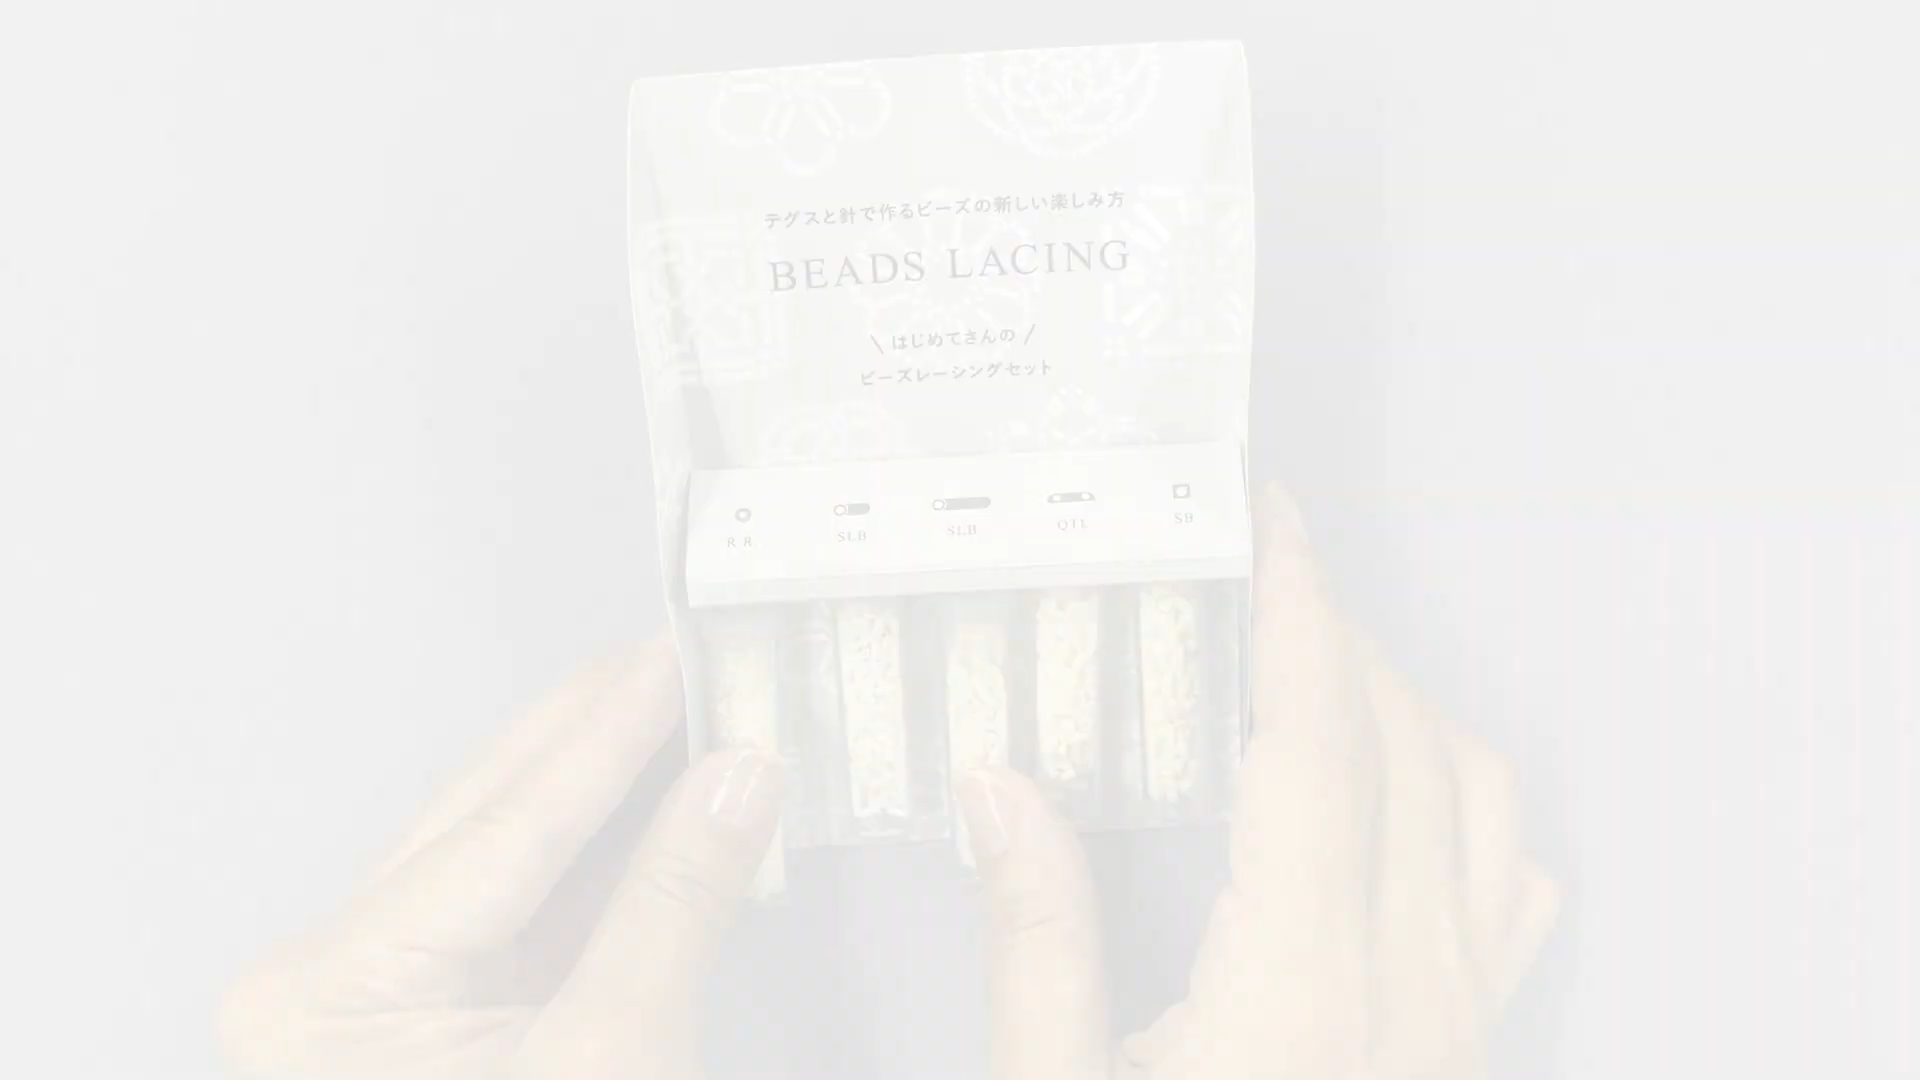 テグスと針で作るビーズの新しい楽しみ方
BEADS LACING
\ はじめてさんの /
ビーズレーシングセット
R R
SLB
SLB
QTL
SB